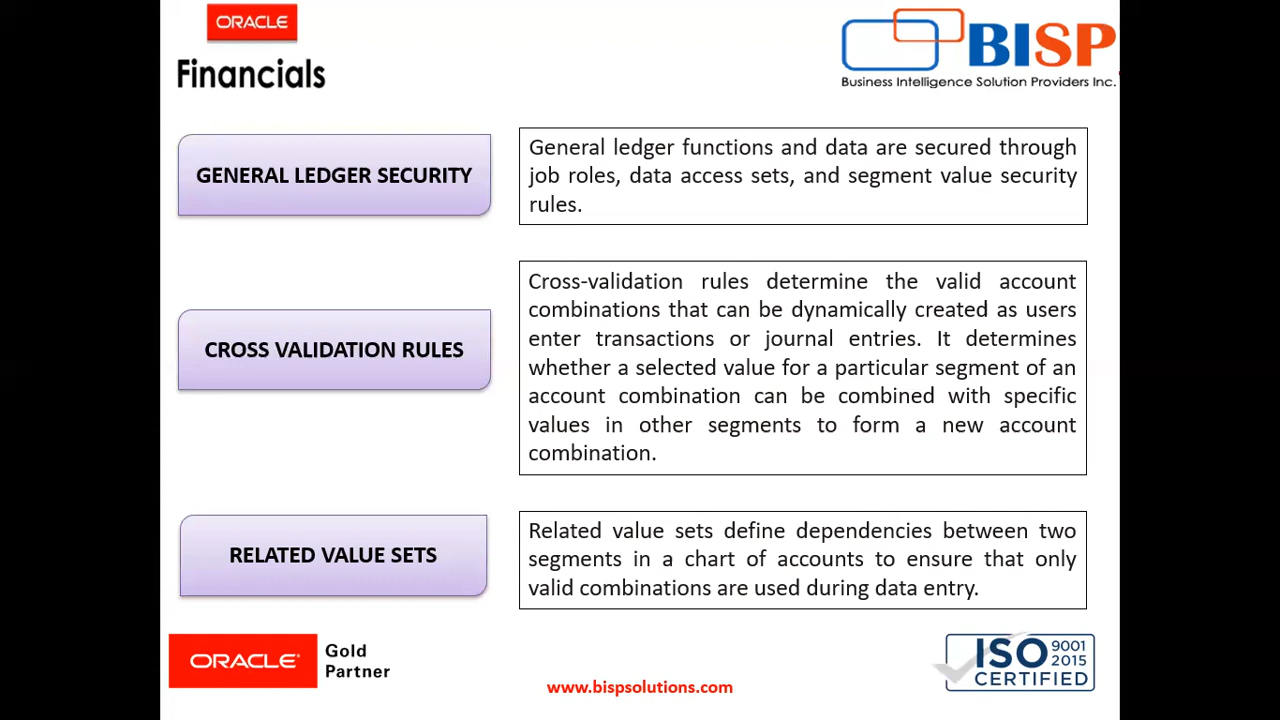 ORACLE
Financials
BISP
Business Intelligence Solution Providers Inc.
GENERAL LEDGER SECURITY
General ledger functions and data are secured through
job roles, data access sets, and segment value security
rules.
CROSS VALIDATION RULES
Cross-validation rules determine the valid account
combinations that can be dynamically created as users
enter transactions or journal entries. It determines
whether a selected value for a particular segment of an
account combination can be combined with specific
values in other segments to form a new account
combination.
RELATED VALUE SETS
Related value sets define dependencies between two
segments in a chart of accounts to ensure that only
valid combinations are used during data entry.
ORACLE®
Gold
Partner
www.bispsolutions.com
ISO 9001
2015
CERTIFIED